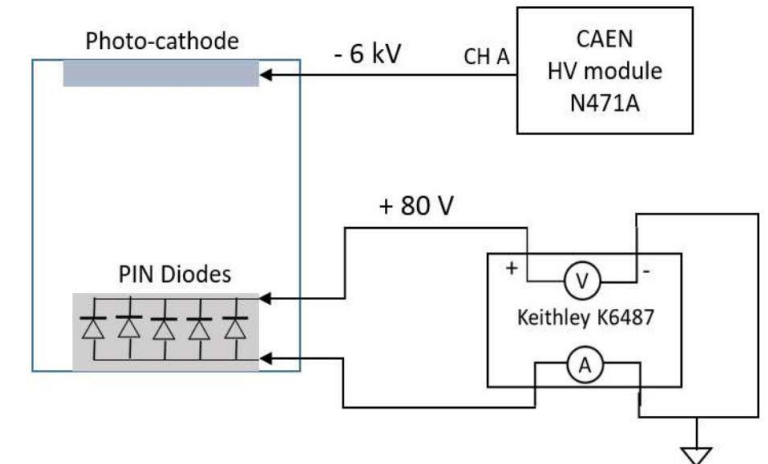 Photo-cathode
- 6 kV
CH A
CAEN
HV module
N471A
+ 80 V
PIN Diodes
+
V
-
Keithley K6487
A